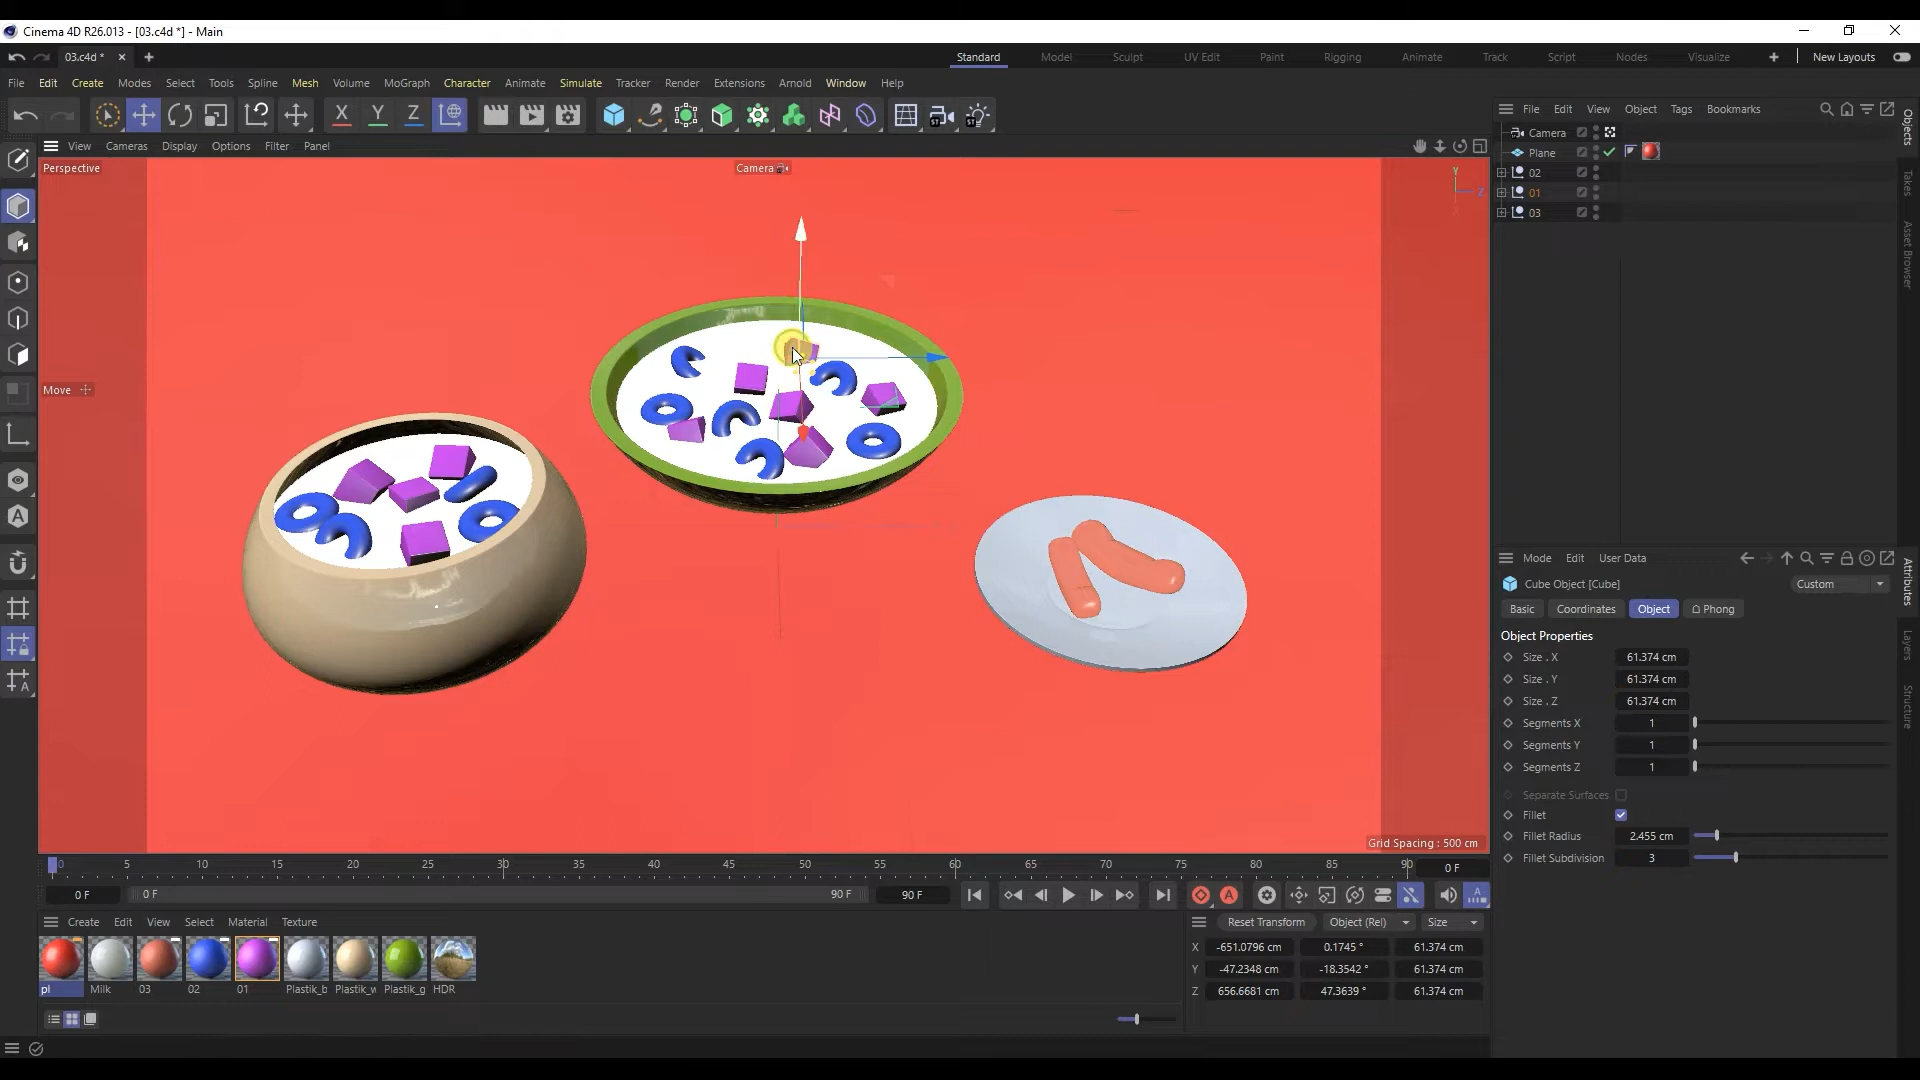 Cinema 4D R26.013 - [03.c4d *] - Main
03.c4d *
Standard Model Sculpt UV Edit Paint Rigging Animate Track Script Nodes Visualize New Layouts
File Edit Create Modes Select Tools Spline Mesh Volume MoGraph Character Animate Simulate Tracker Render Extensions Arnold Window Help
X Y Z ST ST
File Edit View Object Tags Bookmarks
View Cameras Display Options Filter Panel
Perspective
Camera
Y
Z
Move
Grid Spacing : 500 cm
Camera
Plane
02
01
03
Objects
Takes
Asset Browser
Mode Edit User Data
Cube Object [Cube]
Custom
Basic Coordinates Object Phong
Object Properties
Size . X 61.374 cm
Size . Y 61.374 cm
Size . Z 61.374 cm
Segments X 1
Segments Y 1
Segments Z 1
Separate Surfaces
Fillet
Fillet Radius 2.455 cm
Fillet Subdivision 3
Attributes
Layers
Structure
0 5 10 15 20 25 30 35 40 45 50 55 60 65 70 75 80 85 90 0 F
0 F 0 F 90 F 90 F
Create Edit View Select Material Texture
pl Milk 03 02 01 Plastik_b Plastik_w Plastik_g HDR
Reset Transform Object (Rel) Size
X -651.0796 cm 0.1745 ° 61.374 cm
Y -47.2348 cm -18.3542 ° 61.374 cm
Z 656.6681 cm 47.3639 ° 61.374 cm